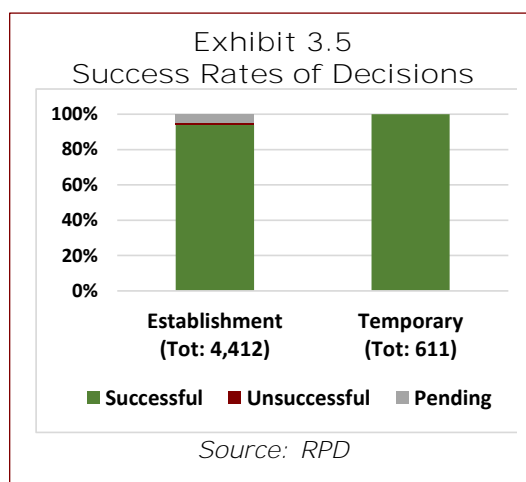 Exhibit 3.5
Success Rates of Decisions
100%
80%
60%
40%
20%
0%
Establishment
(Tot: 4,412)
Temporary
(Tot: 611)
Successful
Unsuccessful
Pending
Source: RPD